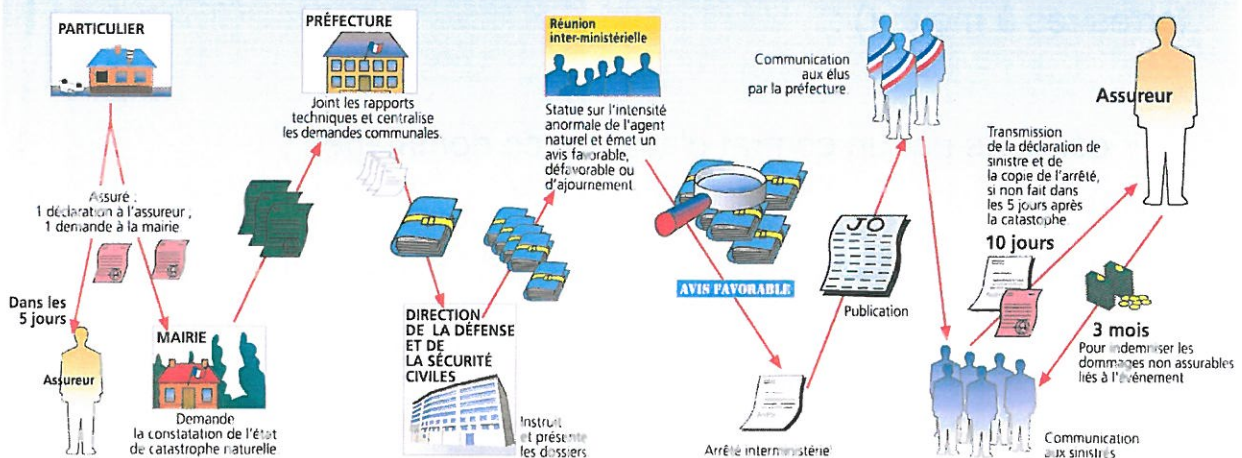 PARTICULIER
Assuré :
1 déclaration à l'assureur,
1 demande à la mairie
Dans les
5 jours
Assureur
MAIRIE
Demande
la constatation de l'état
de catastrophe naturelle
PRÉFECTURE
Joint les rapports
techniques et centralise
les demandes communales.
DIRECTION
DE LA DÉFENSE
ET DE
LA SÉCURITÉ
CIVILES
Instruit
et présente
les dossiers
Réunion
inter-ministérielle
Statue sur l'intensité
anormale de l'agent
naturel et émet un
avis favorable,
défavorable ou
d'ajournement
AVIS FAVORABLE
Arrêté interministériel
JO
Publication
Communication
aux élus
par la préfecture.
Communication
aux sinistrés
Transmission
de la déclaration de
sinistre et de
la copie de l'arrêté,
si non fait dans
les 5 jours après
la catastrophe
10 jours
Assureur
3 mois
Pour indemniser les
dommages non assurables
liés à l'événement